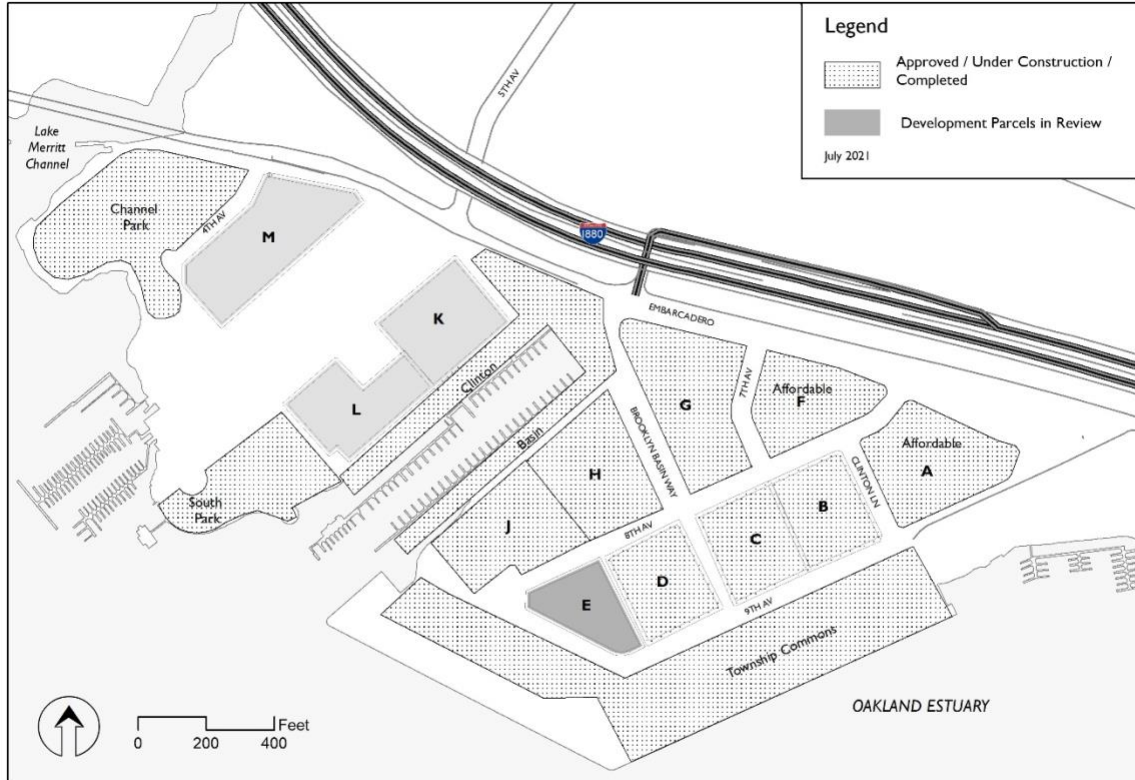 Legend
Approved / Under Construction /
Completed
Development Parcels in Review
July 2021
5TH AV
Lake
Merritt
Channel
Channel
Park
4TH AV
M
1880
EMBARCADERO
K
Clinton
Basin
L
G
7TH AV
Affordable
F
Affordable
A
BROOKLYN BASIN WAY
CLINTON LN
H
South
Park
J
8TH AV
B
C
D
E
9TH AV
Township Commons
OAKLAND ESTUARY
Feet
0 200 400